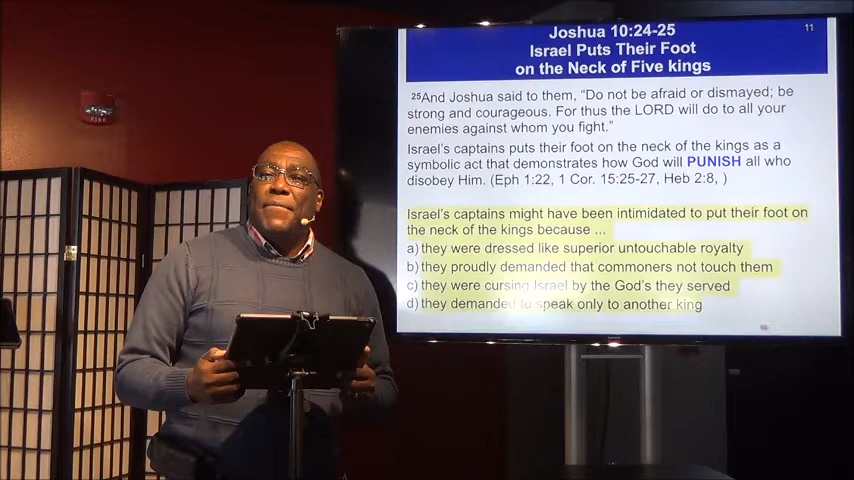 Joshua 10:24-25
11
Israel Puts Their Foot
on the Neck of Five kings
25And Joshua said to them, “Do not be afraid or dismayed; be
strong and courageous. For thus the LORD will do to all your
enemies against whom you fight.”
Israel’s captains puts their foot on the neck of the kings as a
symbolic act that demonstrates how God will PUNISH all who
disobey Him. (Eph 1:22, 1 Cor. 15:25-27, Heb 2:8, )
Israel’s captains might have been intimidated to put their foot on
the neck of the kings because ...
a) they were dressed like superior untouchable royalty
b) they proudly demanded that commoners not touch them
c) they were cursing Israel by the God’s they served
d) they demanded to speak only to another king
FIRE